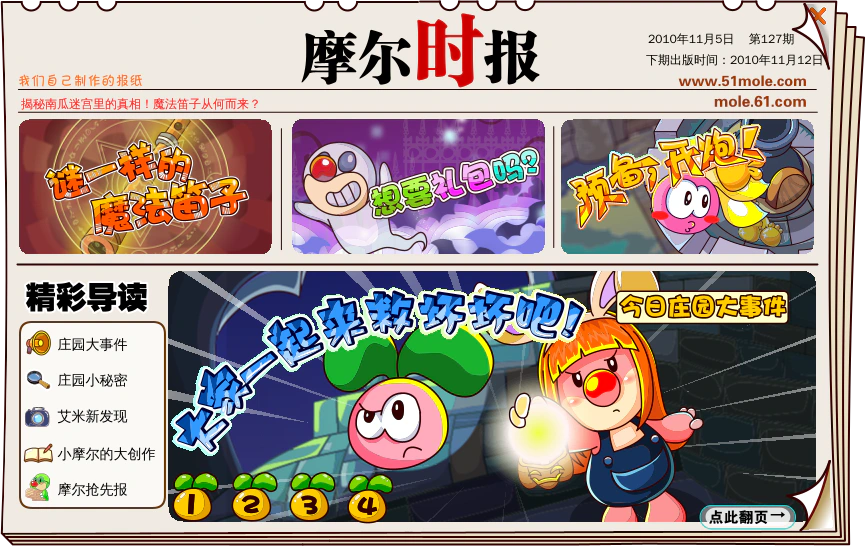 摩尔时报
2010年11月5日 第127期
下期出版时间：2010年11月12日
我们自己制作的报纸
www.51mole.com
揭秘南瓜迷宫里的真相！魔法笛子从何而来？
mole.61.com
谜一样的
魔法笛子
想要礼包吗?
预备，开炮！
精彩导读
庄园大事件
庄园小秘密
艾米新发现
小摩尔的大创作
摩尔抢先报
今日庄园大事件
大家一起来救坏坏吧！
1 2 3 4
点此翻页→